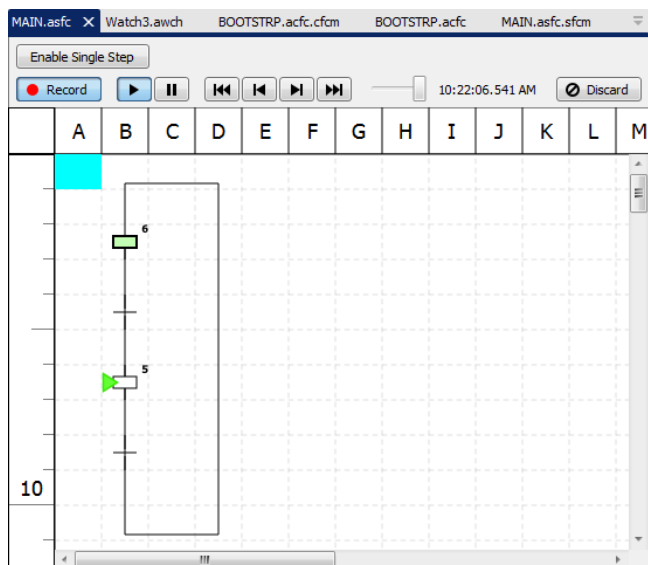 MAIN.asfc X Watch3.awch BOOTSTRP.acfc.cfcm BOOTSTRP.acfc MAIN.asfc.sfcm
Enable Single Step
Record 10:22:06.541 AM Discard
A B C D E F G H I J K L M
6
5
10